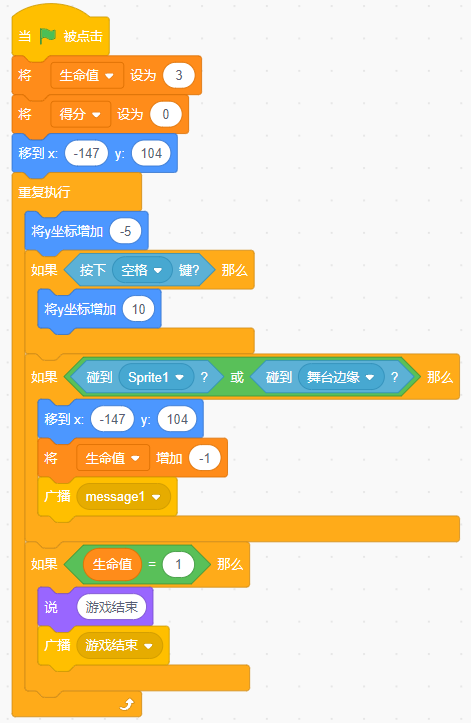 当 被点击
将 生命值 设为 3
将 得分 设为 0
移到 x: -147 y: 104
重复执行
将y坐标增加 -5
如果 按下 空格 键? 那么
将y坐标增加 10
如果 碰到 Sprite1 ? 或 碰到 舞台边缘 ? 那么
移到 x: -147 y: 104
将 生命值 增加 -1
广播 message1
如果 生命值 = 1 那么
说 游戏结束
广播 游戏结束